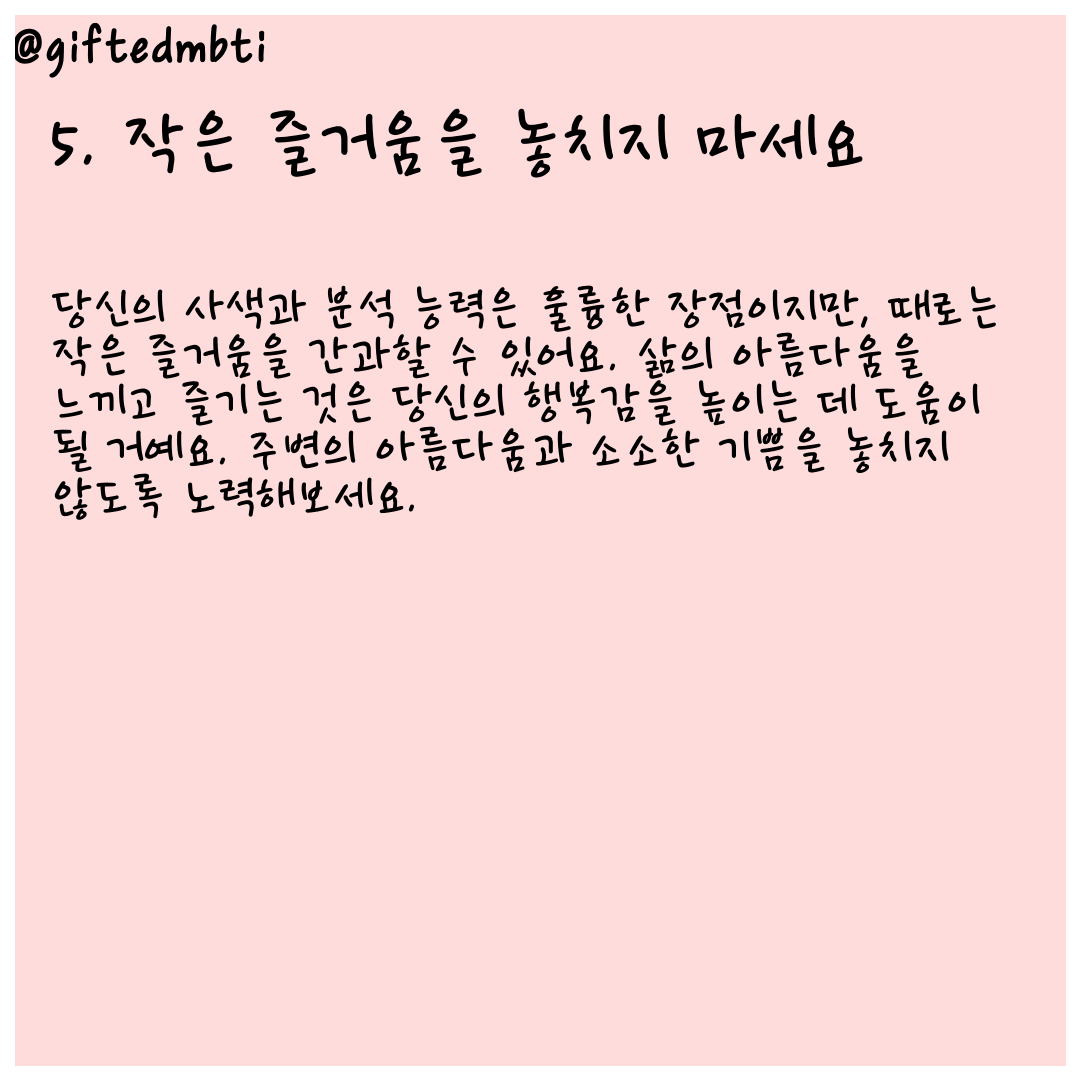 @giftedmbti
5. 작은 즐거움을 놓치지 마세요
당신의 사색과 분석 능력은 훌륭한 장점이지만, 때로는
작은 즐거움을 간과할 수 있어요. 삶의 아름다움을
느끼고 즐기는 것은 당신의 행복감을 높이는 데 도움이
될 거예요. 주변의 아름다움과 소소한 기쁨을 놓치지
않도록 노력해보세요.